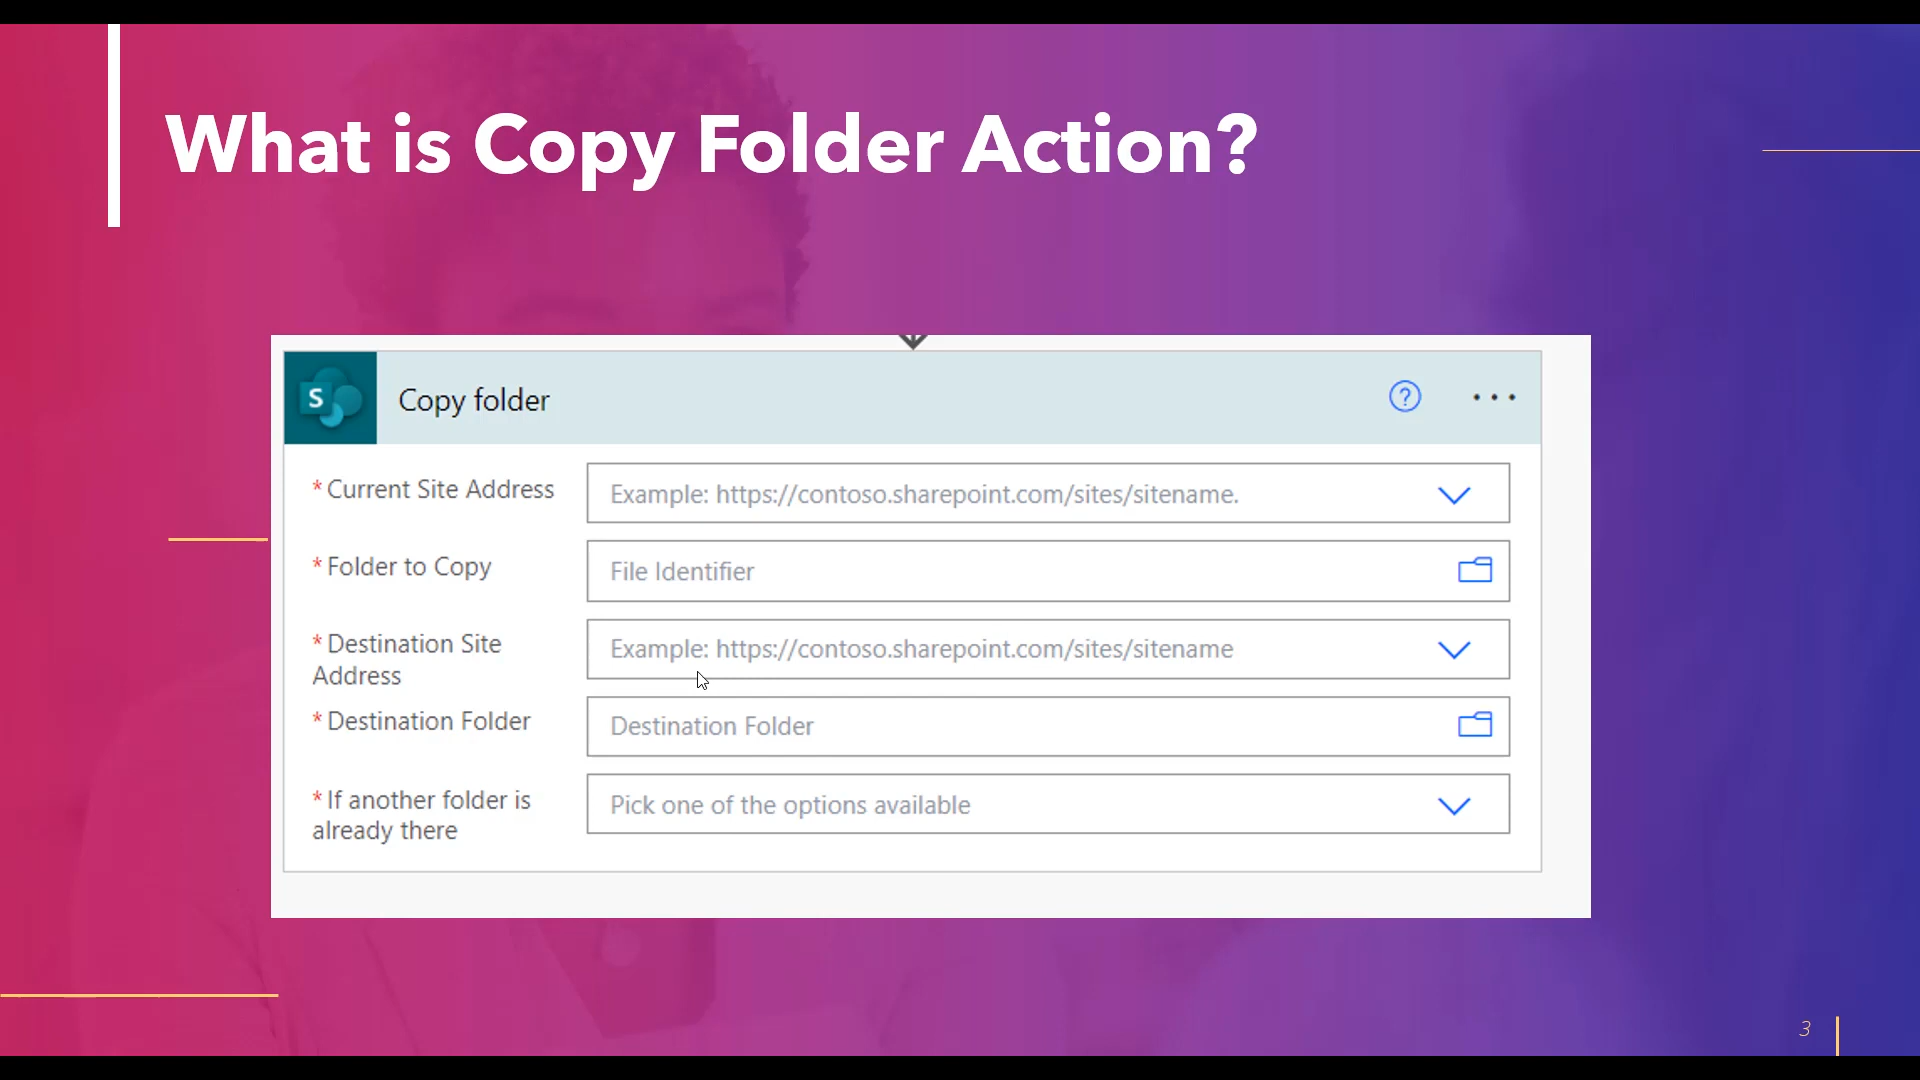 What is Copy Folder Action?
S
Copy folder
?
* Current Site Address
Example: https://contoso.sharepoint.com/sites/sitename.
* Folder to Copy
File Identifier
* Destination Site
Address
Example: https://contoso.sharepoint.com/sites/sitename
* Destination Folder
Destination Folder
* If another folder is
already there
Pick one of the options available
3